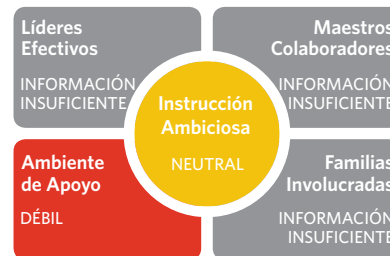 Líderes
Efectivos
INFORMACIÓN
INSUFICIENTE
Maestros
Colaboradores
INFORMACIÓN
INSUFICIENTE
Instrucción
Ambiciosa
NEUTRAL
Ambiente
de Apoyo
DÉBIL
Familias
Involucradas
INFORMACIÓN
INSUFICIENTE